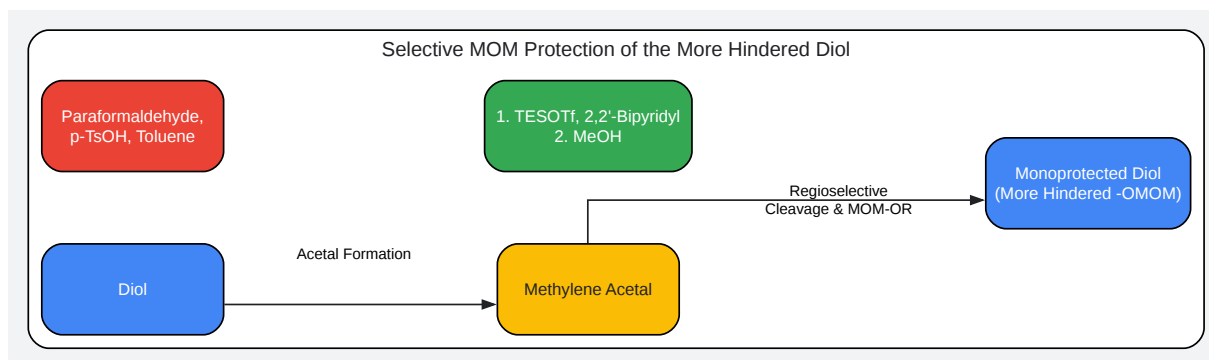 Selective MOM Protection of the More Hindered Diol
Paraformaldehyde,
p-TsOH, Toluene
1. TESOTf, 2,2'-Bipyridyl
2. MeOH
Monoprotected Diol
(More Hindered -OMOM)
Regioselective
Cleavage & MOM-OR
Acetal Formation
Diol
Methylene Acetal